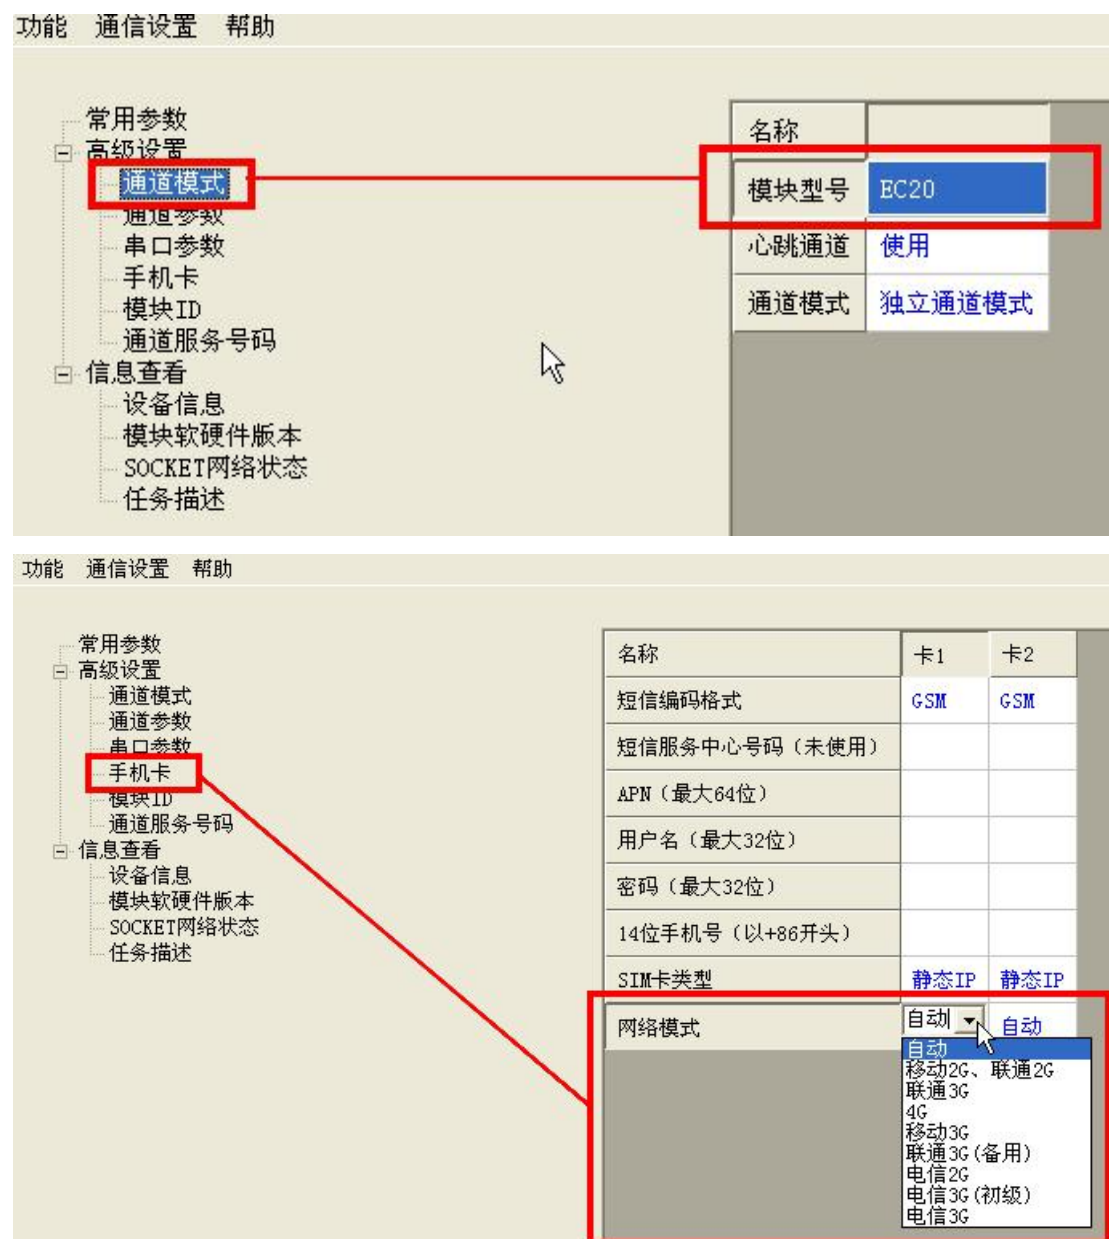 功能 通信设置 帮助
常用参数
高级设置
通道模式
通道参数
串口参数
手机卡
模块ID
通道服务号码
信息查看
设备信息
模块软硬件版本
SOCKET网络状态
任务描述
名称
模块型号 EC20
心跳通道 使用
通道模式 独立通道模式
功能 通信设置 帮助
常用参数
高级设置
通道模式
通道参数
串口参数
手机卡
模块ID
通道服务号码
信息查看
设备信息
模块软硬件版本
SOCKET网络状态
任务描述
名称 卡1 卡2
短信编码格式 GSM GSM
短信服务中心号码（未使用）
APN（最大64位）
用户名（最大32位）
密码（最大32位）
14位手机号（以+86开头）
SIM卡类型 静态IP 静态IP
网络模式 自动 自动
自动
移动2G、联通2G
联通3G
4G
移动3G
联通3G(备用)
电信2G
电信3G(初级)
电信3G